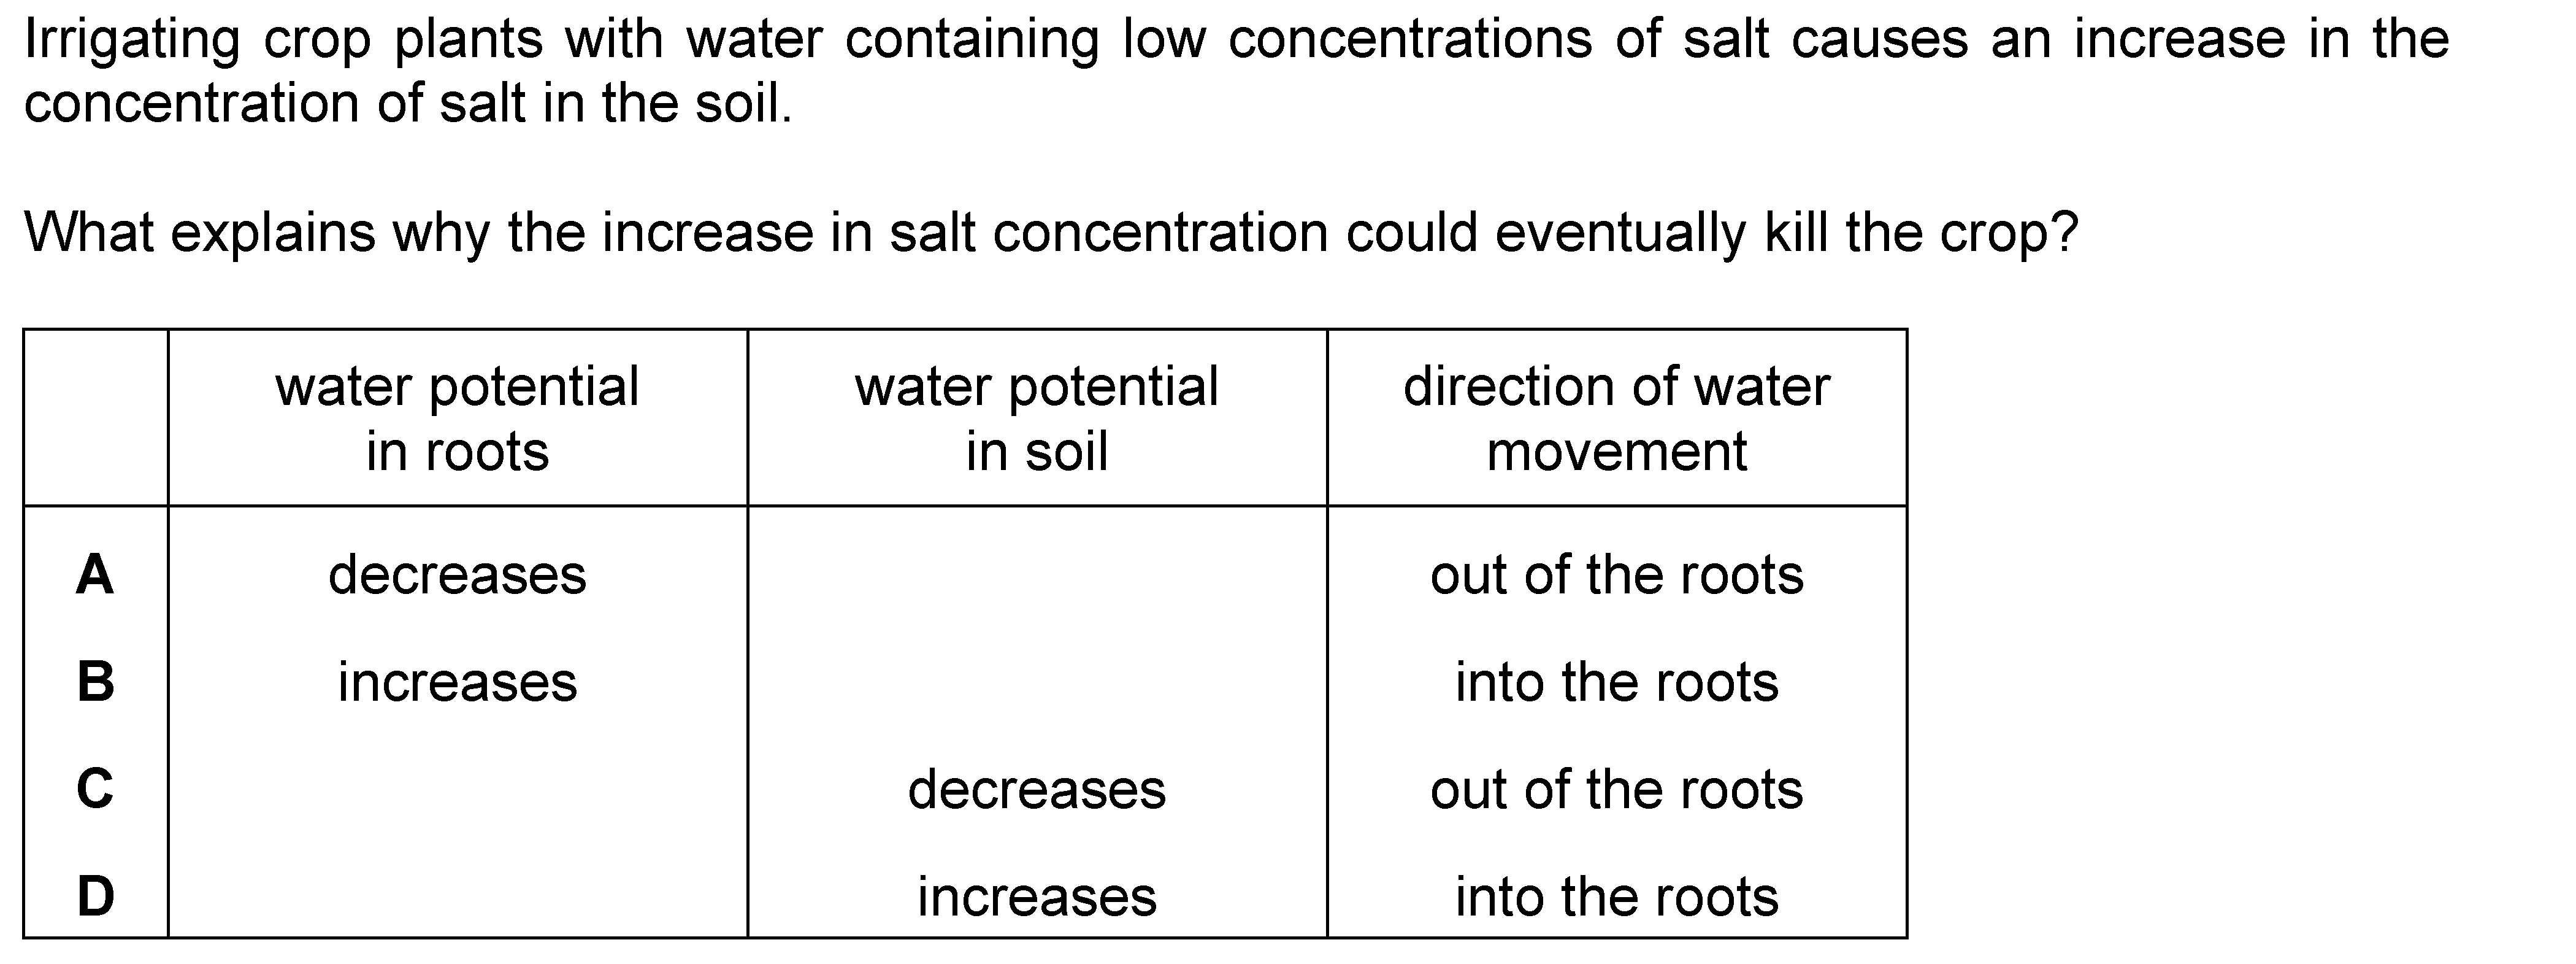 Irrigating crop plants with water containing low concentrations of salt causes an increase in the
concentration of salt in the soil.
What explains why the increase in salt concentration could eventually kill the crop?
water potential in roots water potential in soil direction of water movement
A decreases out of the roots
B increases into the roots
C decreases out of the roots
D increases into the roots